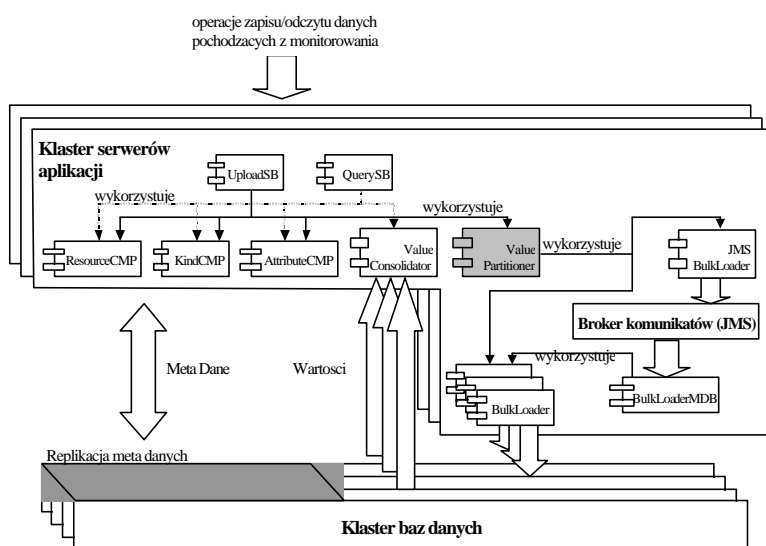 operacje zapisu/odczytu danych
pochodzacych z monitorowania
Klaster serwerów
aplikacji
UploadSB
QuerySB
wykorzystuje
wykorzystuje
ResourceCMP
KindCMP
AttributeCMP
Value
Consolidator
Value
Partitioner
wykorzystuje
JMS
BulkLoader
Broker komunikatów (JMS)
Meta Dane
Wartosci
wykorzystuje
BulkLoader
BulkLoaderMDB
Replikacja meta danych
Klaster baz danych